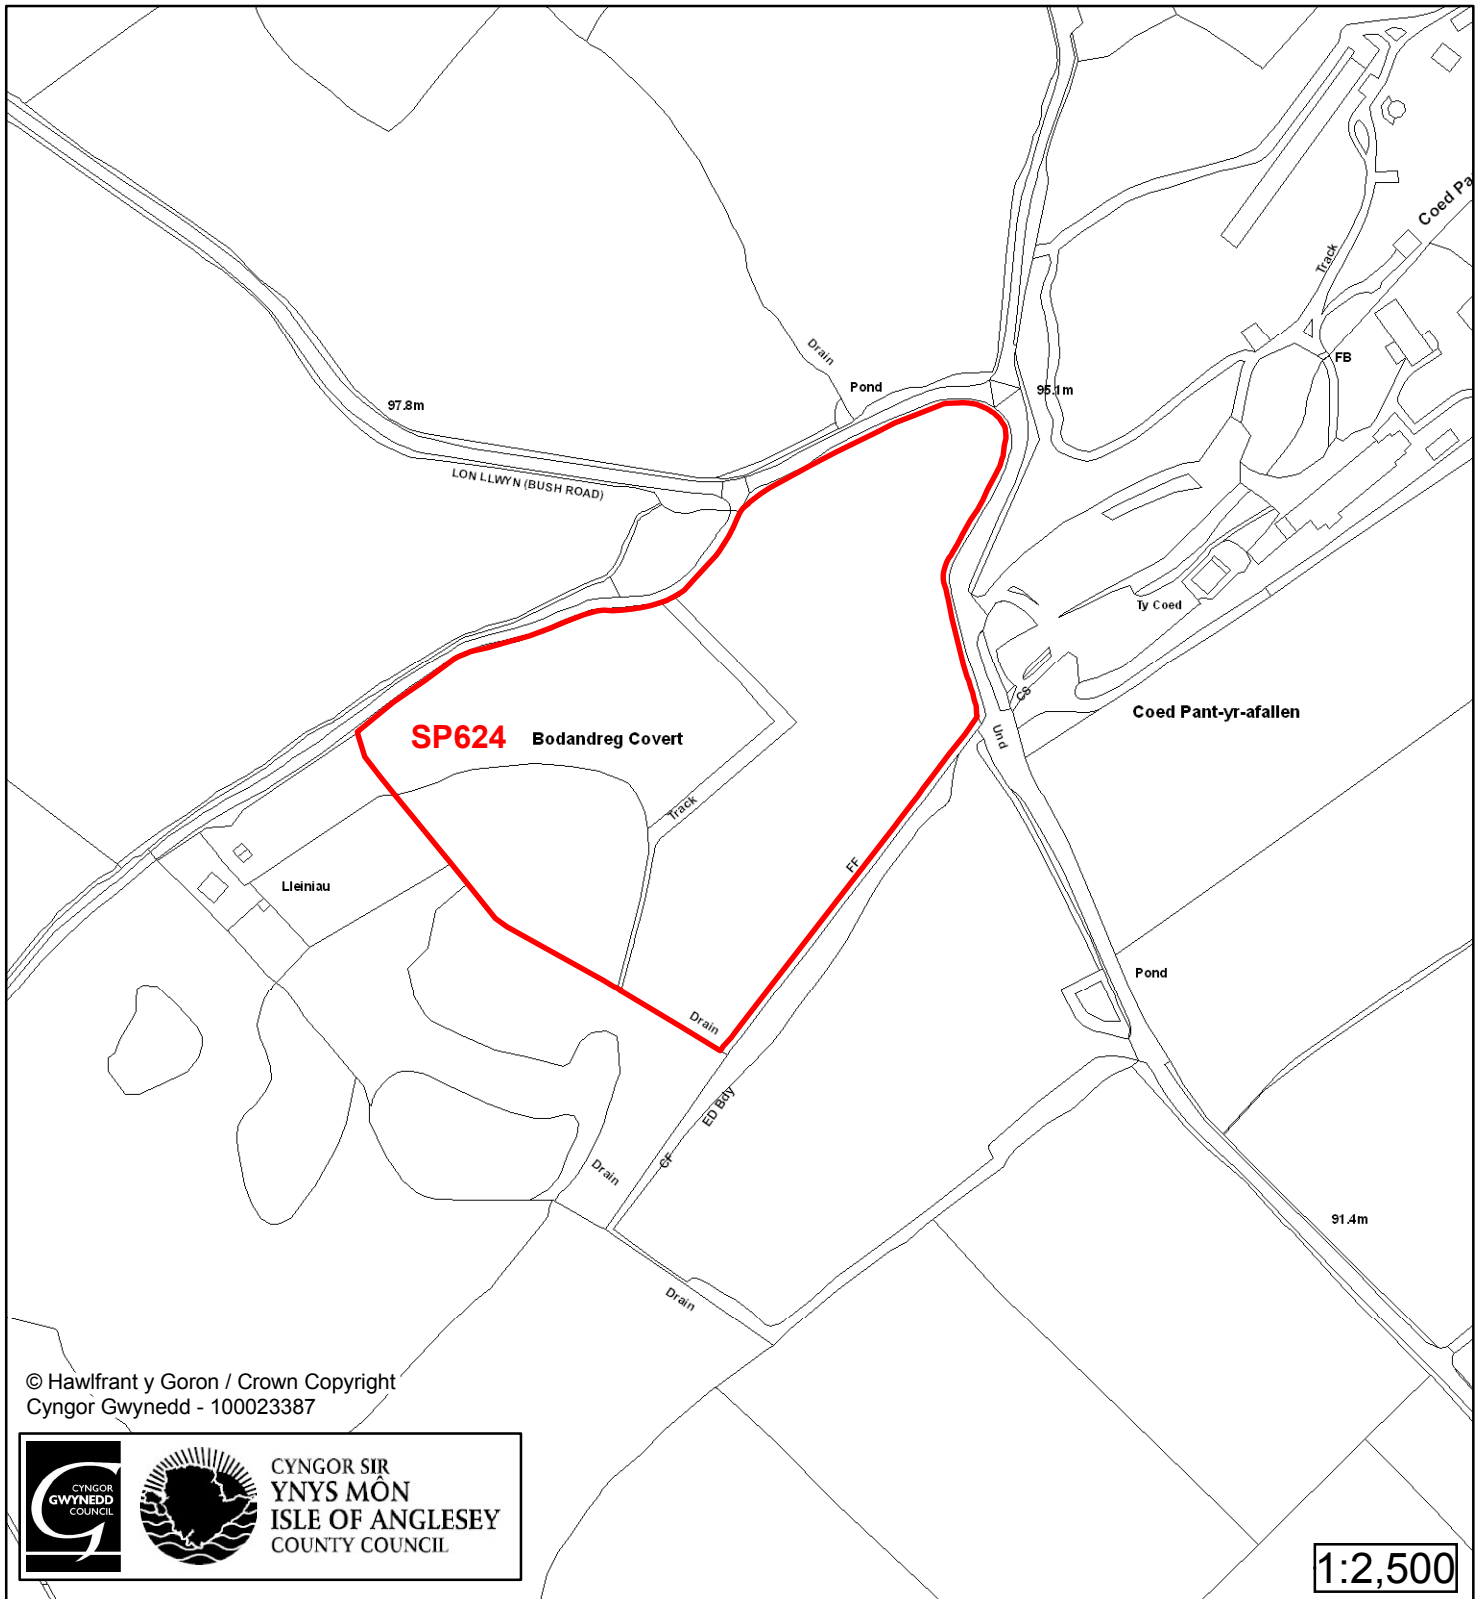 Coed Pa
Track
Drain
FB
Pond
95.1m
97.8m
LON LLWYN (BUSH ROAD)
Ty Coed
CS
Coed Pant-yr-afallen
Und
SP624 Bodandreg Covert
Track
FF
Lleiniau
Pond
Drain
ED Bdy
CF
Drain
91.4m
Drain
© Hawlfrant y Goron / Crown Copyright
Cyngor Gwynedd - 100023387
CYNGOR
GWYNEDD
COUNCIL
CYNGOR SIR
YNYS MÔN
ISLE OF ANGLESEY
COUNTY COUNCIL
1:2,500